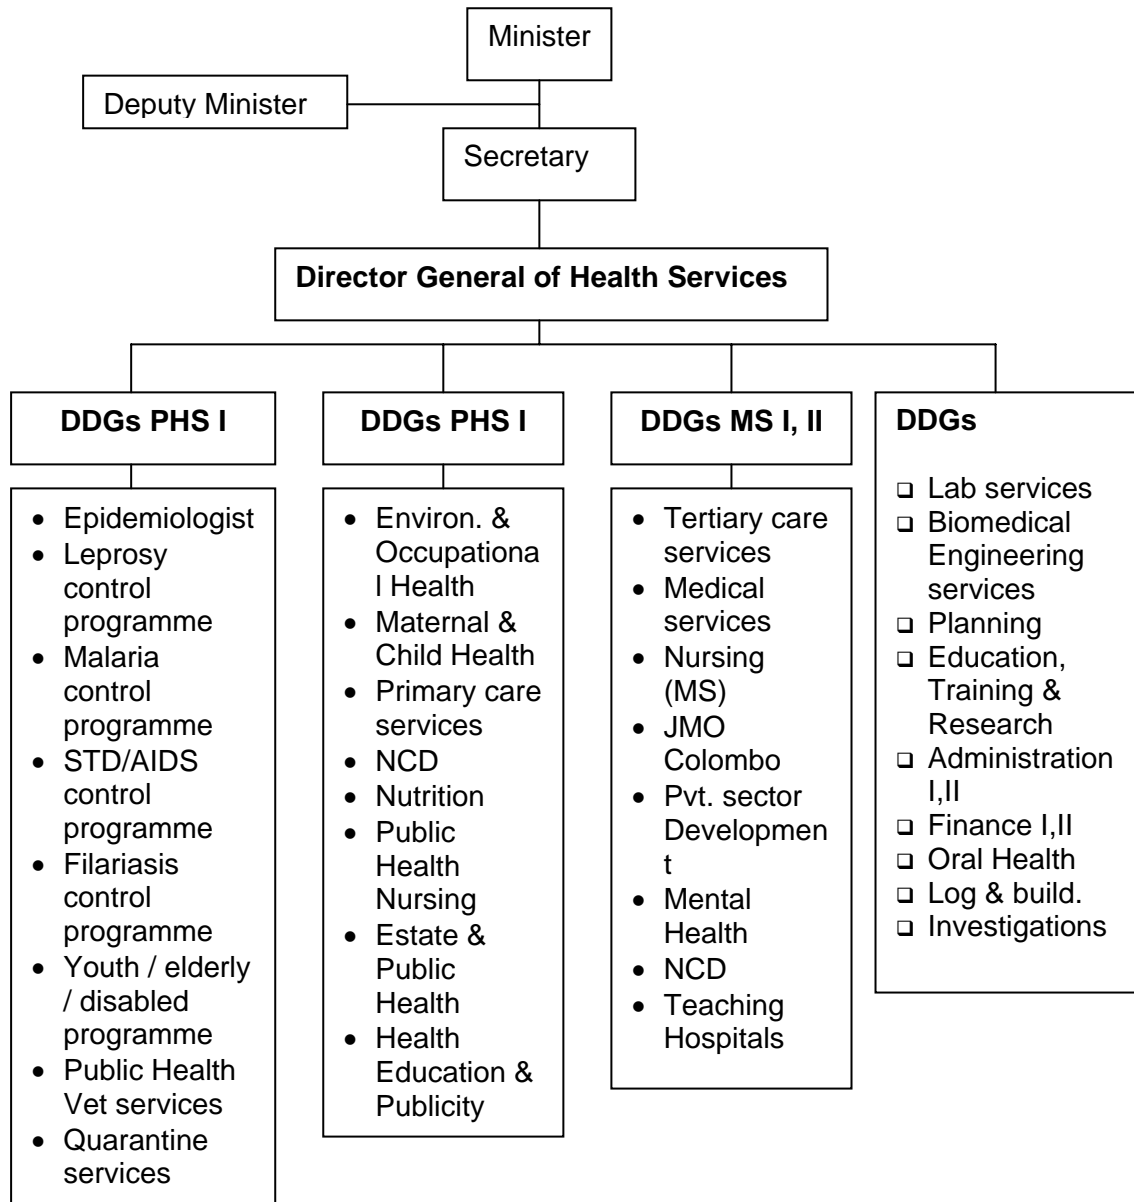 Minister
Deputy Minister
Secretary
Director General of Health Services
DDGs PHS I
• Epidemiologist
• Leprosy
control
programme
• Malaria
control
programme
• STD/AIDS
control
programme
• Filariasis
control
programme
• Youth / elderly
/ disabled
programme
• Public Health
Vet services
• Quarantine
services
DDGs PHS I
• Environ. &
Occupationa
l Health
• Maternal &
Child Health
• Primary care
services
• NCD
• Nutrition
• Public
Health
Nursing
• Estate &
Public
Health
• Health
Education &
Publicity
DDGs MS I, II
• Tertiary care
services
• Medical
services
• Nursing
(MS)
• JMO
Colombo
• Pvt. sector
Developmen
t
• Mental
Health
• NCD
• Teaching
Hospitals
DDGs
❑ Lab services
❑ Biomedical
Engineering
services
❑ Planning
❑ Education,
Training &
Research
❑ Administration
I,II
❑ Finance I,II
❑ Oral Health
❑ Log & build.
❑ Investigations